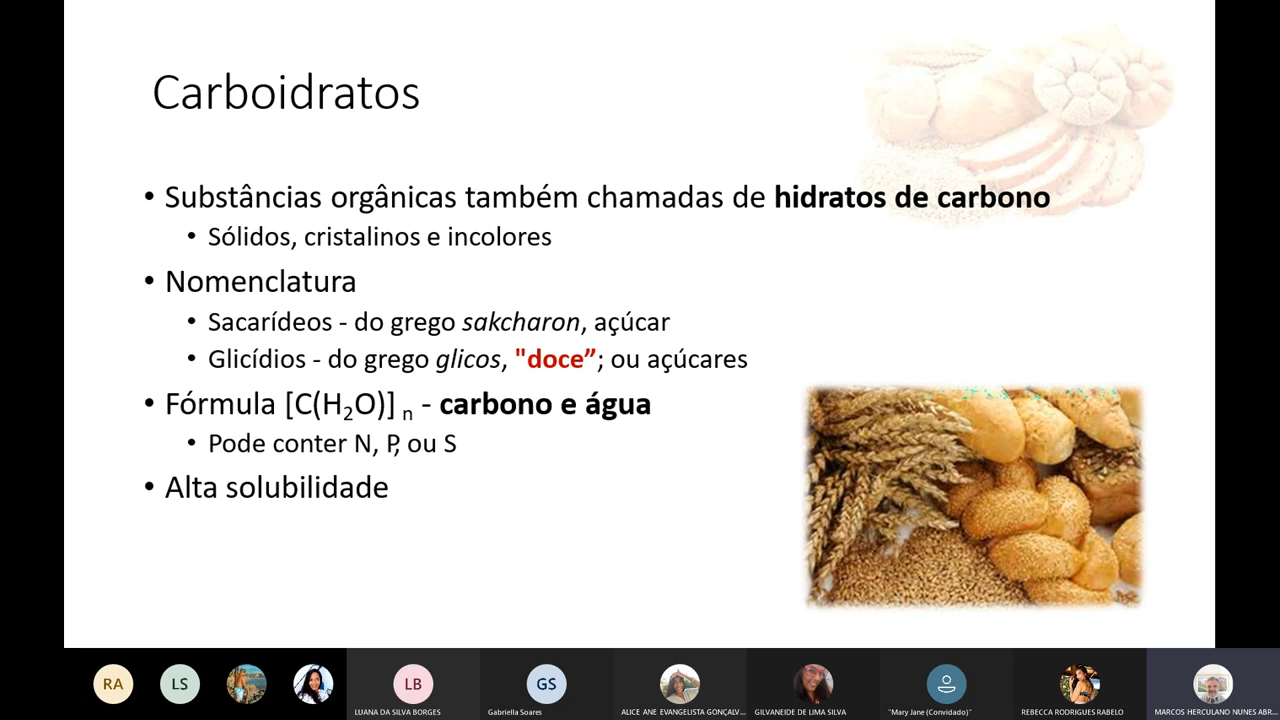 Carboidratos
• Substâncias orgânicas também chamadas de hidratos de carbono
• Sólidos, cristalinos e incolores
• Nomenclatura
• Sacarídeos - do grego sakcharon, açúcar
• Glicídios - do grego glicos, "doce”; ou açúcares
• Fórmula [C(H₂O)] ₙ - carbono e água
• Pode conter N, P, ou S
• Alta solubilidade
RA
LS
LB
GS
LUANA DA SILVA BORGES
Gabriella Soares
ALICE ANE EVANGELISTA GONÇALV...
GILVANEIDE DE LIMA SILVA
"Mary Jane (Convidado)"
REBECCA RODRIGUES RABELO
MARCOS HERCULANO NUNES ABR...